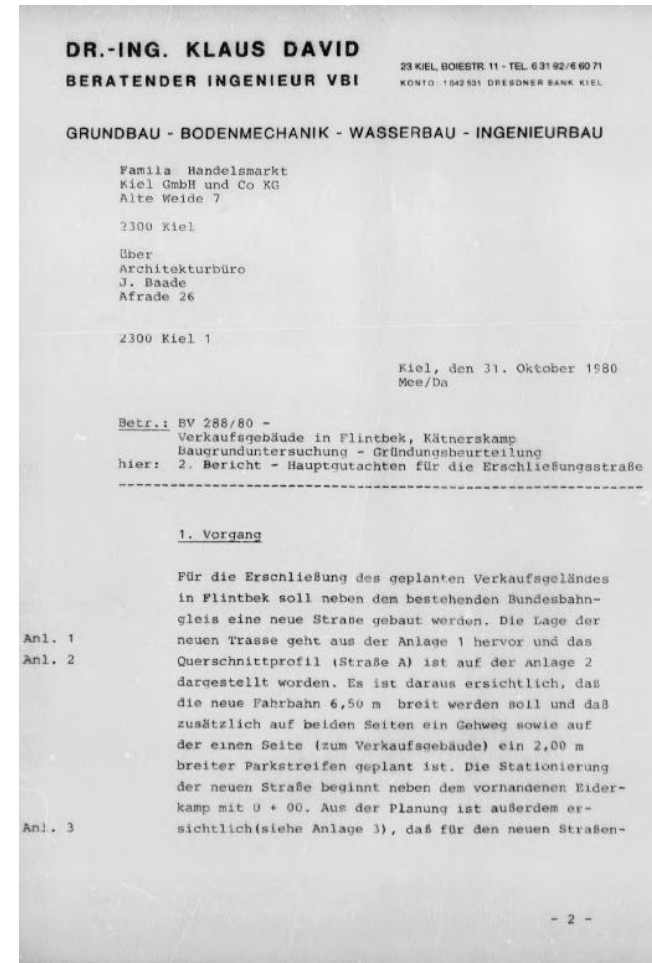 DR.-ING. KLAUS DAVID
BERATENDER INGENIEUR VBI
23 KIEL, BOIESTR. 11 - TEL. 6 31 92/6 60 71
KONTO: 1 042 531 DRESDNER BANK KIEL
GRUNDBAU - BODENMECHANIK - WASSERBAU - INGENIEURBAU
Famila Handelsmarkt
Kiel GmbH und Co KG
Alte Weide 7
2300 Kiel
über
Architekturbüro
J. Baade
Afrade 26
2300 Kiel 1
Kiel, den 31. Oktober 1980
Mee/Da
Betr.: BV 288/80 -
Verkaufsgebäude in Flintbek, Kätnerskamp
Baugrunduntersuchung - Gründungsbeurteilung
hier: 2. Bericht - Hauptgutachten für die Erschließungsstraße
1. Vorgang
Für die Erschließung des geplanten Verkaufsgeländes
in Flintbek soll neben dem bestehenden Bundesbahn-
gleis eine neue Straße gebaut werden. Die Lage der
Anl. 1 neuen Trasse geht aus der Anlage 1 hervor und das
Anl. 2 Querschnittprofil (Straße A) ist auf der Anlage 2
dargestellt worden. Es ist daraus ersichtlich, daß
die neue Fahrbahn 6,50 m breit werden soll und daß
zusätzlich auf beiden Seiten ein Gehweg sowie auf
der einen Seite (zum Verkaufsgebäude) ein 2,00 m
breiter Parkstreifen geplant ist. Die Stationierung
der neuen Straße beginnt neben dem vorhandenen Eider-
kamp mit 0 + 00. Aus der Planung ist außerdem er-
Anl. 3 sichtlich(siehe Anlage 3), daß für den neuen Straßen-
- 2 -